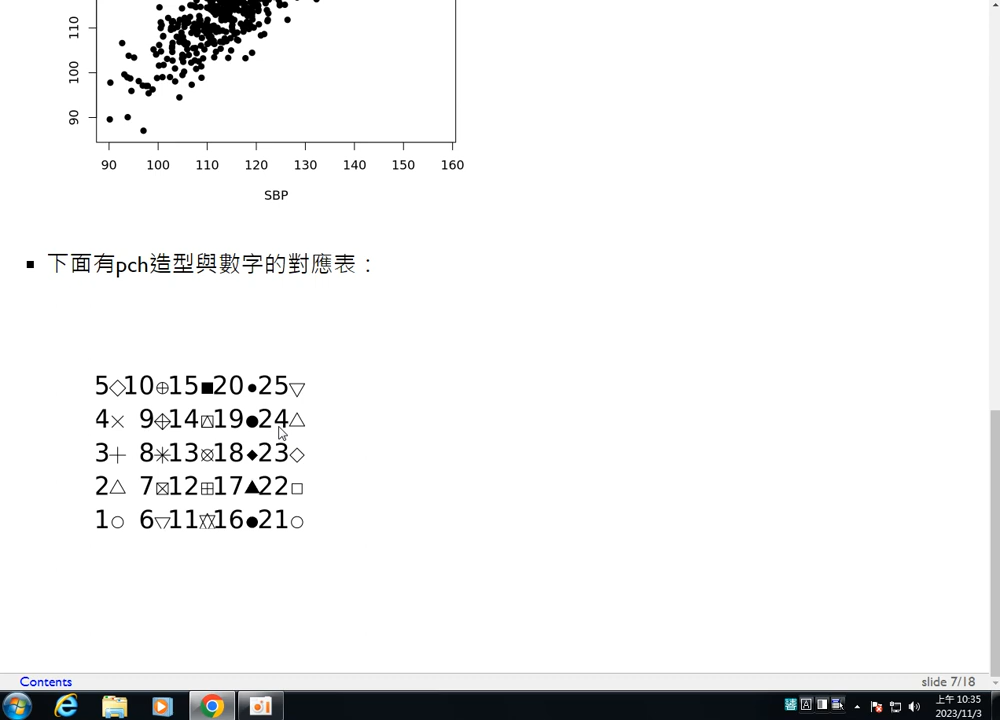 110
100
90
90 100 110 120 130 140 150 160
SBP
▪ 下面有pch造型與數字的對應表：
5◇10⊕15■20•25▽
4× 9⟴14⍁19●24△
3+ 8✳13⊗18◆23◇
2△ 7⊠12⊞17▲22□
1○ 6▽11✡16●21○
Contents
slide 7/18
上午 10:35
2023/11/3